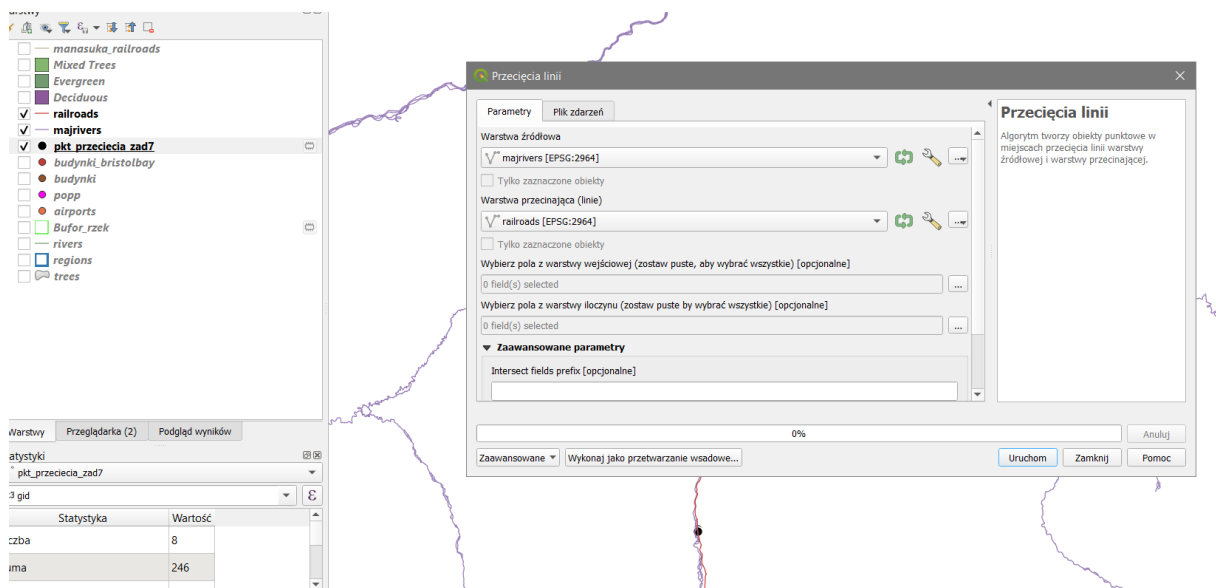 manasuka_railroads
Mixed Trees
Evergreen
Deciduous
railroads
majrivers
pkt_przeciecia_zad7
budynki_bristolbay
budynki
popp
airports
Bufor_rzek
rivers
regions
trees
Warstwy
Przeglądarka (2)
Podgląd wyników
pkt_przeciecia_zad7
gid
Statystyka
Wartość
8
246
Przecięcia linii
Parametry
Plik zdarzeń
Warstwa źródłowa
majrivers [EPSG:2964]
Tylko zaznaczone obiekty
Warstwa przecinająca (linie)
railroads [EPSG:2964]
Tylko zaznaczone obiekty
Wybierz pola z warstwy wejściowej (zostaw puste, aby wybrać wszystkie) [opcjonalne]
0 field(s) selected
...
Wybierz pola z warstwy iloczynu (zostaw puste by wybrać wszystkie) [opcjonalne]
0 field(s) selected
...
Zaawansowane parametry
Intersect fields prefix [opcjonalne]
0%
Anuluj
Zaawansowane
Wykonaj jako przetwarzanie wsadowe...
Uruchom
Zamknij
Pomoc
Przecięcia linii
Algorytm tworzy obiekty punktowe w
miejscach przecięcia linii warstwy
źródłowej i warstwy przecinającej.